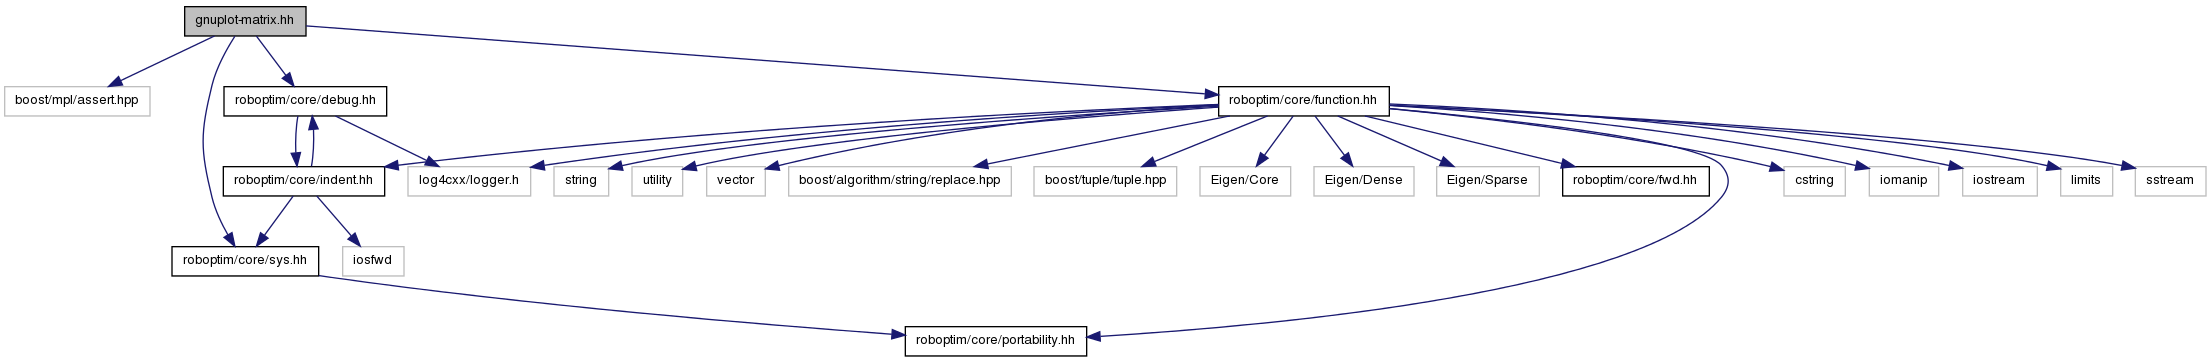 gnuplot-matrix.hh
boost/mpl/assert.hpp
roboptim/core/debug.hh
roboptim/core/function.hh
roboptim/core/indent.hh
log4cxx/logger.h
string
utility
vector
boost/algorithm/string/replace.hpp
boost/tuple/tuple.hpp
Eigen/Core
Eigen/Dense
Eigen/Sparse
roboptim/core/fwd.hh
cstring
iomanip
iostream
limits
sstream
roboptim/core/sys.hh
iosfwd
roboptim/core/portability.hh